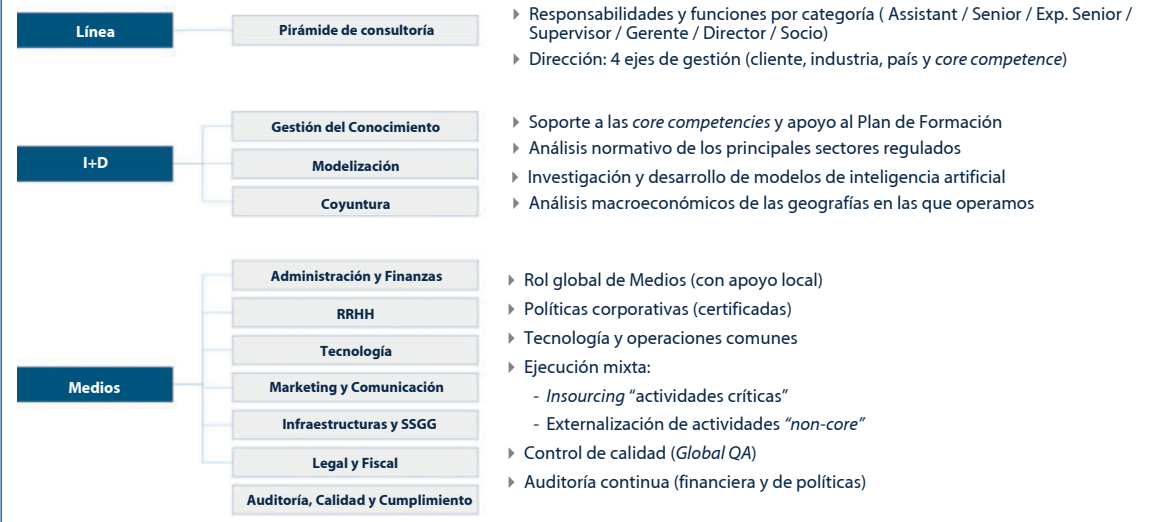 Línea
Pirámide de consultoría
Responsabilidades y funciones por categoría ( Assistant / Senior / Exp. Senior /
Supervisor / Gerente / Director / Socio)
Dirección: 4 ejes de gestión (cliente, industria, país y core competence)
I+D
Gestión del Conocimiento
Modelización
Coyuntura
Soporte a las core competencies y apoyo al Plan de Formación
Análisis normativo de los principales sectores regulados
Investigación y desarrollo de modelos de inteligencia artificial
Análisis macroeconómicos de las geografías en las que operamos
Medios
Administración y Finanzas
RRHH
Tecnología
Marketing y Comunicación
Infraestructuras y SSGG
Legal y Fiscal
Auditoría, Calidad y Cumplimiento
Rol global de Medios (con apoyo local)
Políticas corporativas (certificadas)
Tecnología y operaciones comunes
Ejecución mixta:
- Insourcing “actividades críticas”
- Externalización de actividades “non-core”
Control de calidad (Global QA)
Auditoría continua (financiera y de políticas)